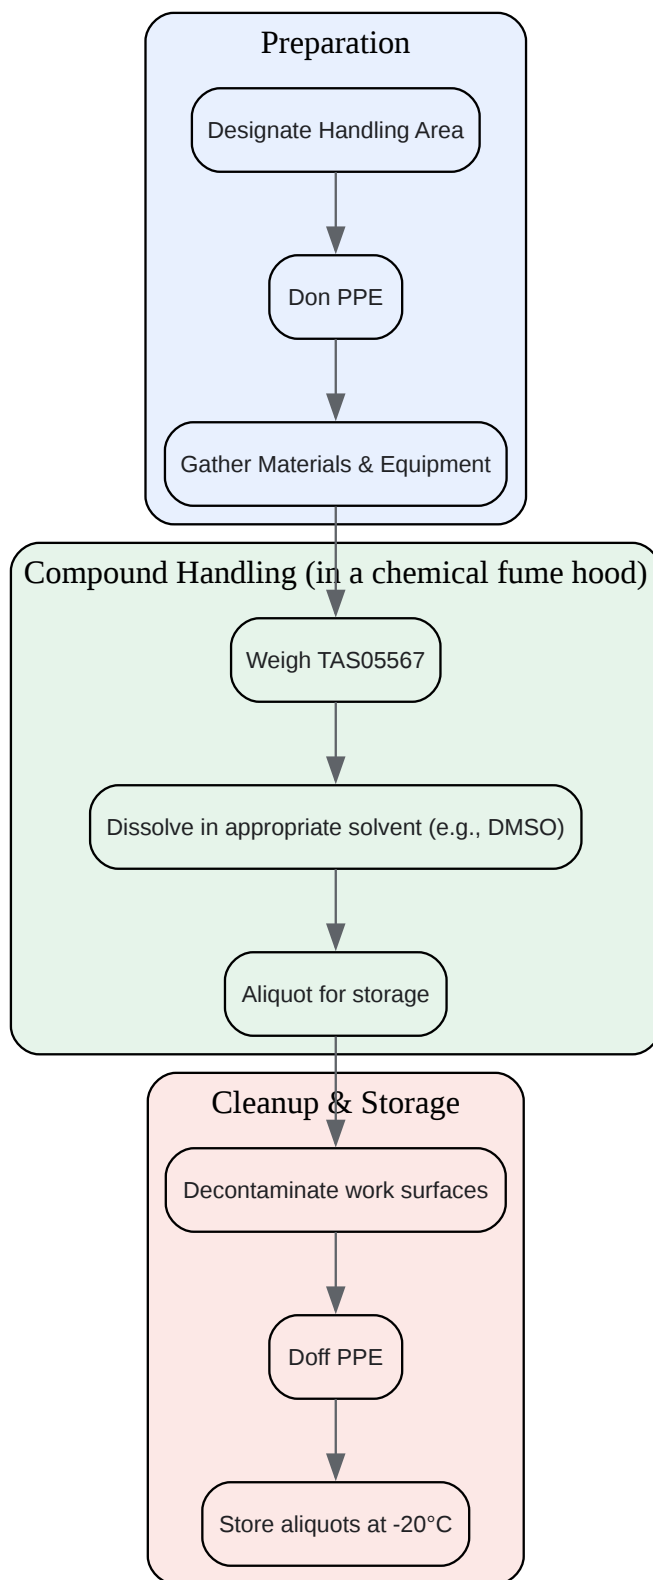 Preparation
Designate Handling Area
Don PPE
Gather Materials & Equipment
Compound Handling (in a chemical fume hood)
Weigh TAS05567
Dissolve in appropriate solvent (e.g., DMSO)
Aliquot for storage
Cleanup & Storage
Decontaminate work surfaces
Doff PPE
Store aliquots at -20°C